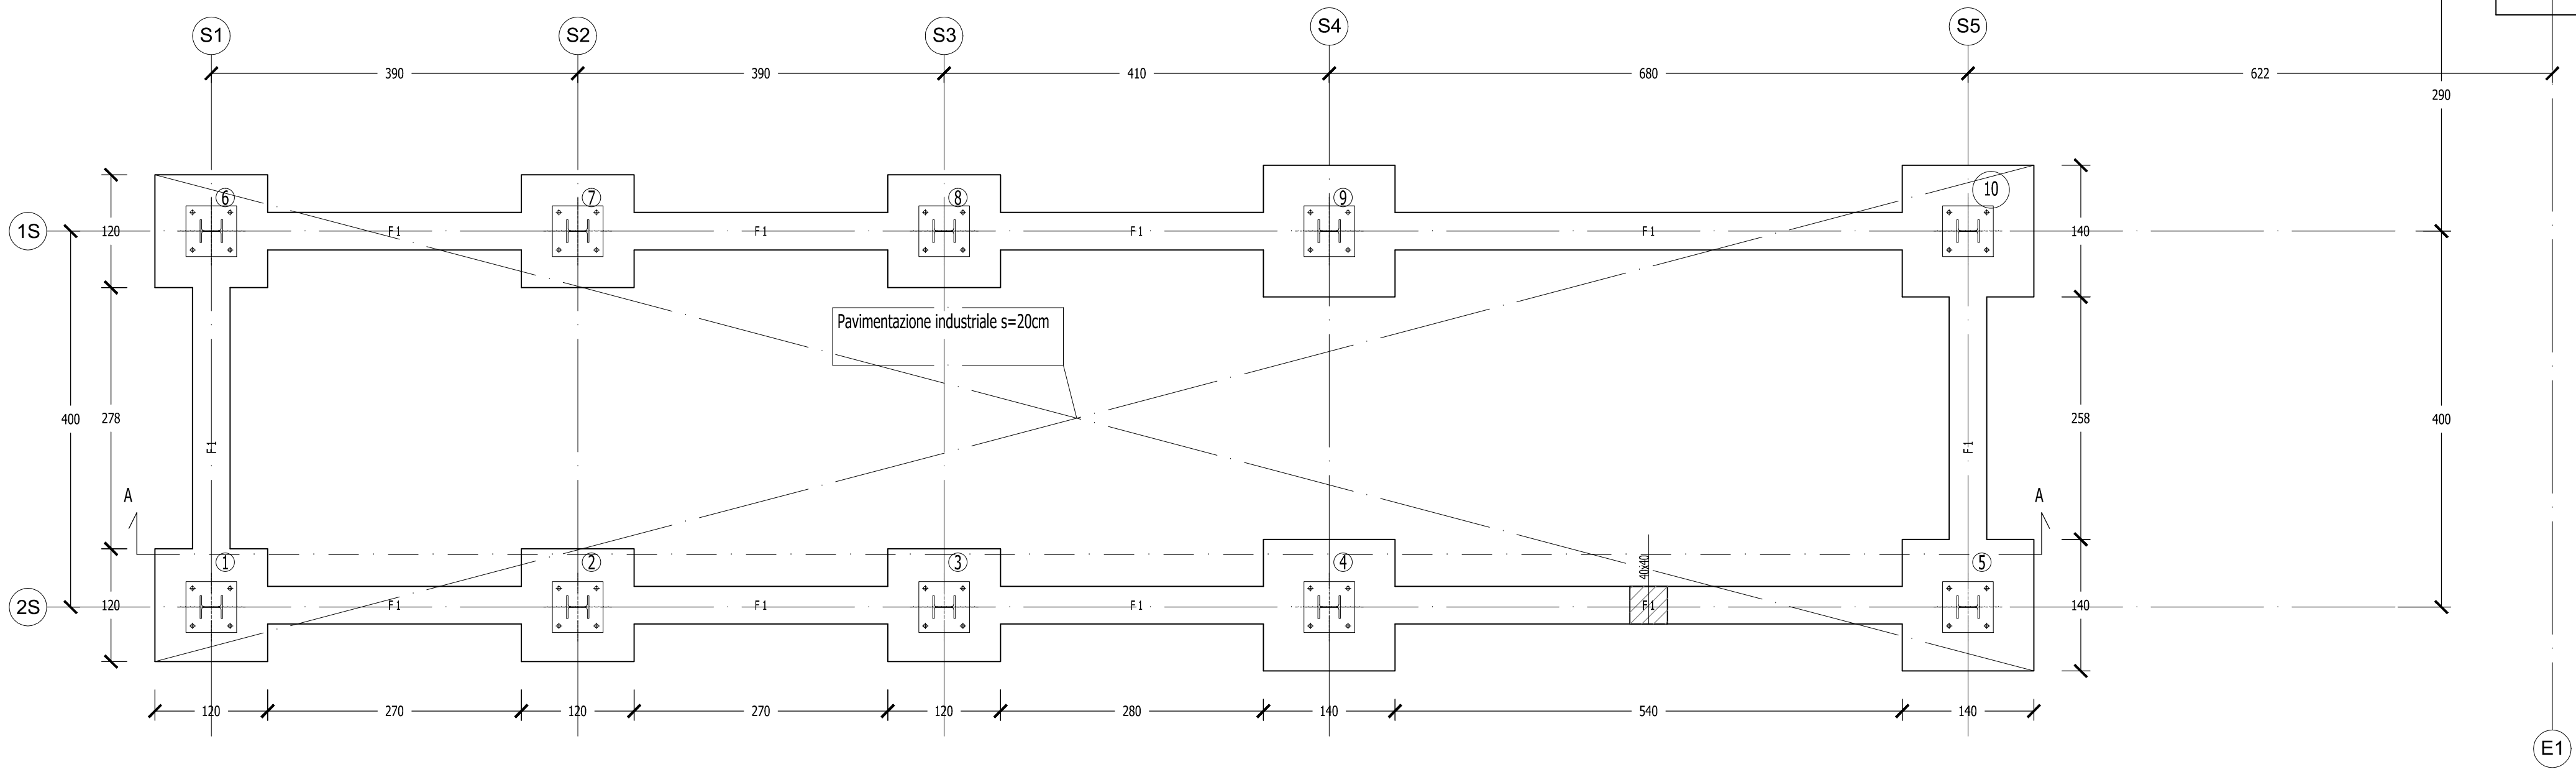 S1
S2
S3
S4
S5
390
390
410
680
622
290
6
7
8
9
10
1S
120
F1
F1
F1
F1
140
Pavimentazione industriale s=20cm
400
278
258
400
F1
F1
A
A
1
2
3
4
40x40
5
2S
120
F1
F1
F1
F1
140
120
270
120
270
120
280
140
540
140
E1